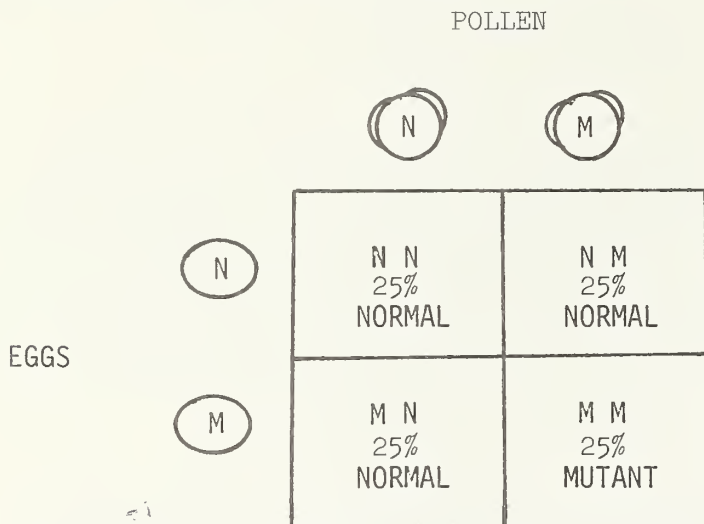 POLLEN
N M
N
N N
25%
NORMAL
N M
25%
NORMAL
EGGS
M
M N
25%
NORMAL
M M
25%
MUTANT